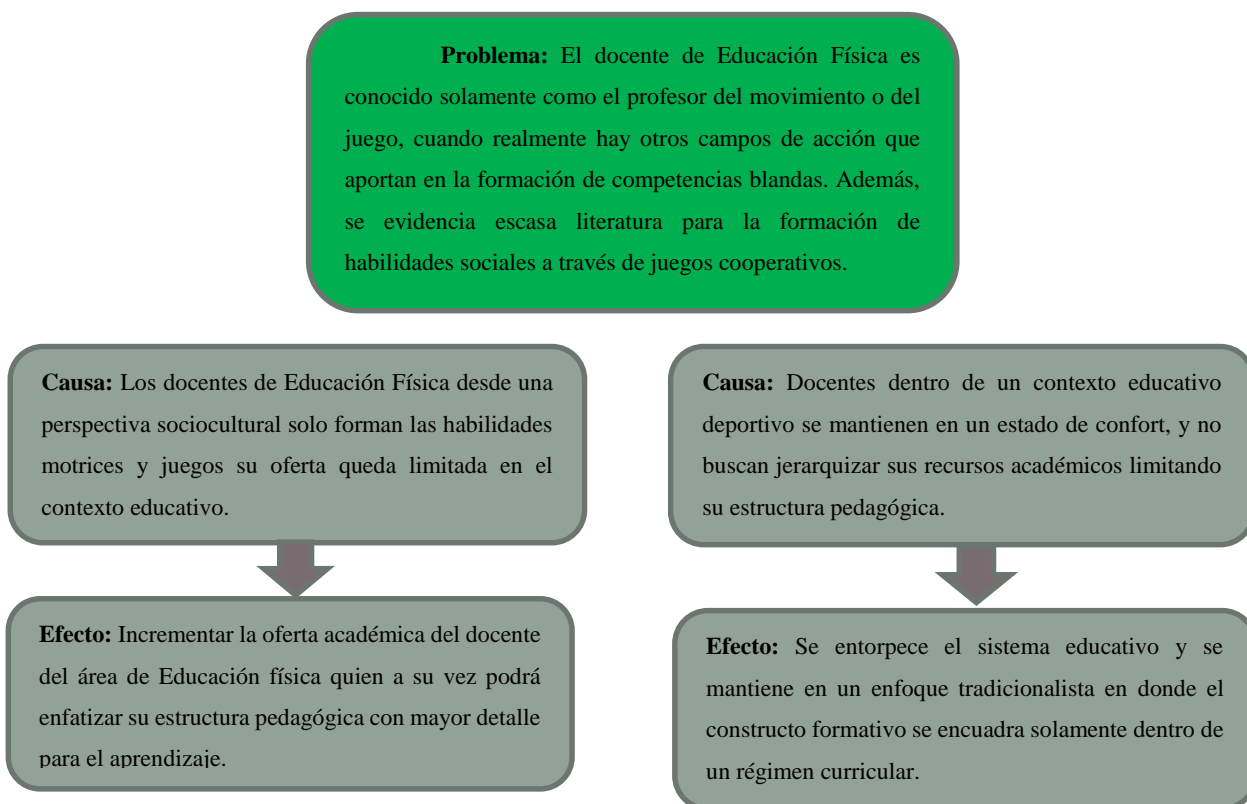 Problema: El docente de Educación Física es
conocido solamente como el profesor del movimiento o del
juego, cuando realmente hay otros campos de acción que
aportan en la formación de competencias blandas. Además,
se evidencia escasa literatura para la formación de
habilidades sociales a través de juegos cooperativos.
Causa: Los docentes de Educación Física desde una
perspectiva sociocultural solo forman las habilidades
motrices y juegos su oferta queda limitada en el
contexto educativo.
Causa: Docentes dentro de un contexto educativo
deportivo se mantienen en un estado de confort, y no
buscan jerarquizar sus recursos académicos limitando
su estructura pedagógica.
Efecto: Incrementar la oferta académica del docente
del área de Educación física quien a su vez podrá
enfatizar su estructura pedagógica con mayor detalle
para el aprendizaje.
Efecto: Se entorpece el sistema educativo y se
mantiene en un enfoque tradicionalista en donde el
constructo formativo se encuadra solamente dentro de
un régimen curricular.